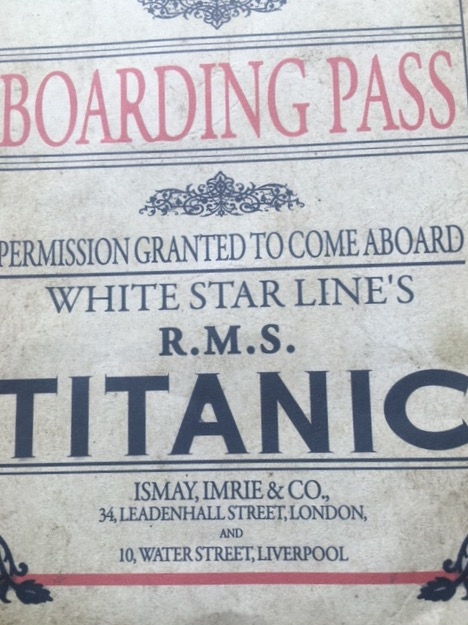 BOARDING PASS
PERMISSION GRANTED TO COME ABOARD
WHITE STAR LINE'S
R.M.S.
TITANIC
ISMAY, IMRIE & CO.,
34, LEADENHALL STREET, LONDON,
AND
10, WATER STREET, LIVERPOOL